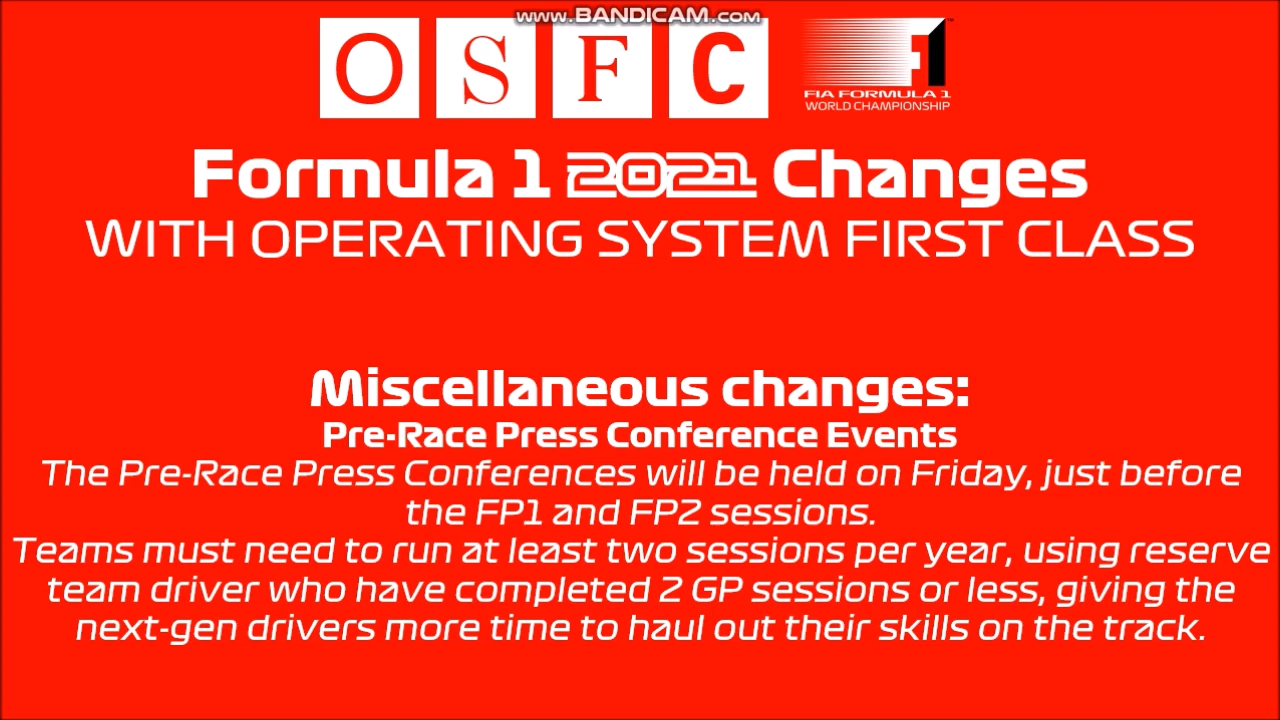 www.BANDICAM.com
O S F C
F1
FIA FORMULA 1
WORLD CHAMPIONSHIP
Formula 1 2021 Changes
WITH OPERATING SYSTEM FIRST CLASS
Miscellaneous changes:
Pre-Race Press Conference Events
The Pre-Race Press Conferences will be held on Friday, just before
the FP1 and FP2 sessions.
Teams must need to run at least two sessions per year, using reserve
team driver who have completed 2 GP sessions or less, giving the
next-gen drivers more time to haul out their skills on the track.